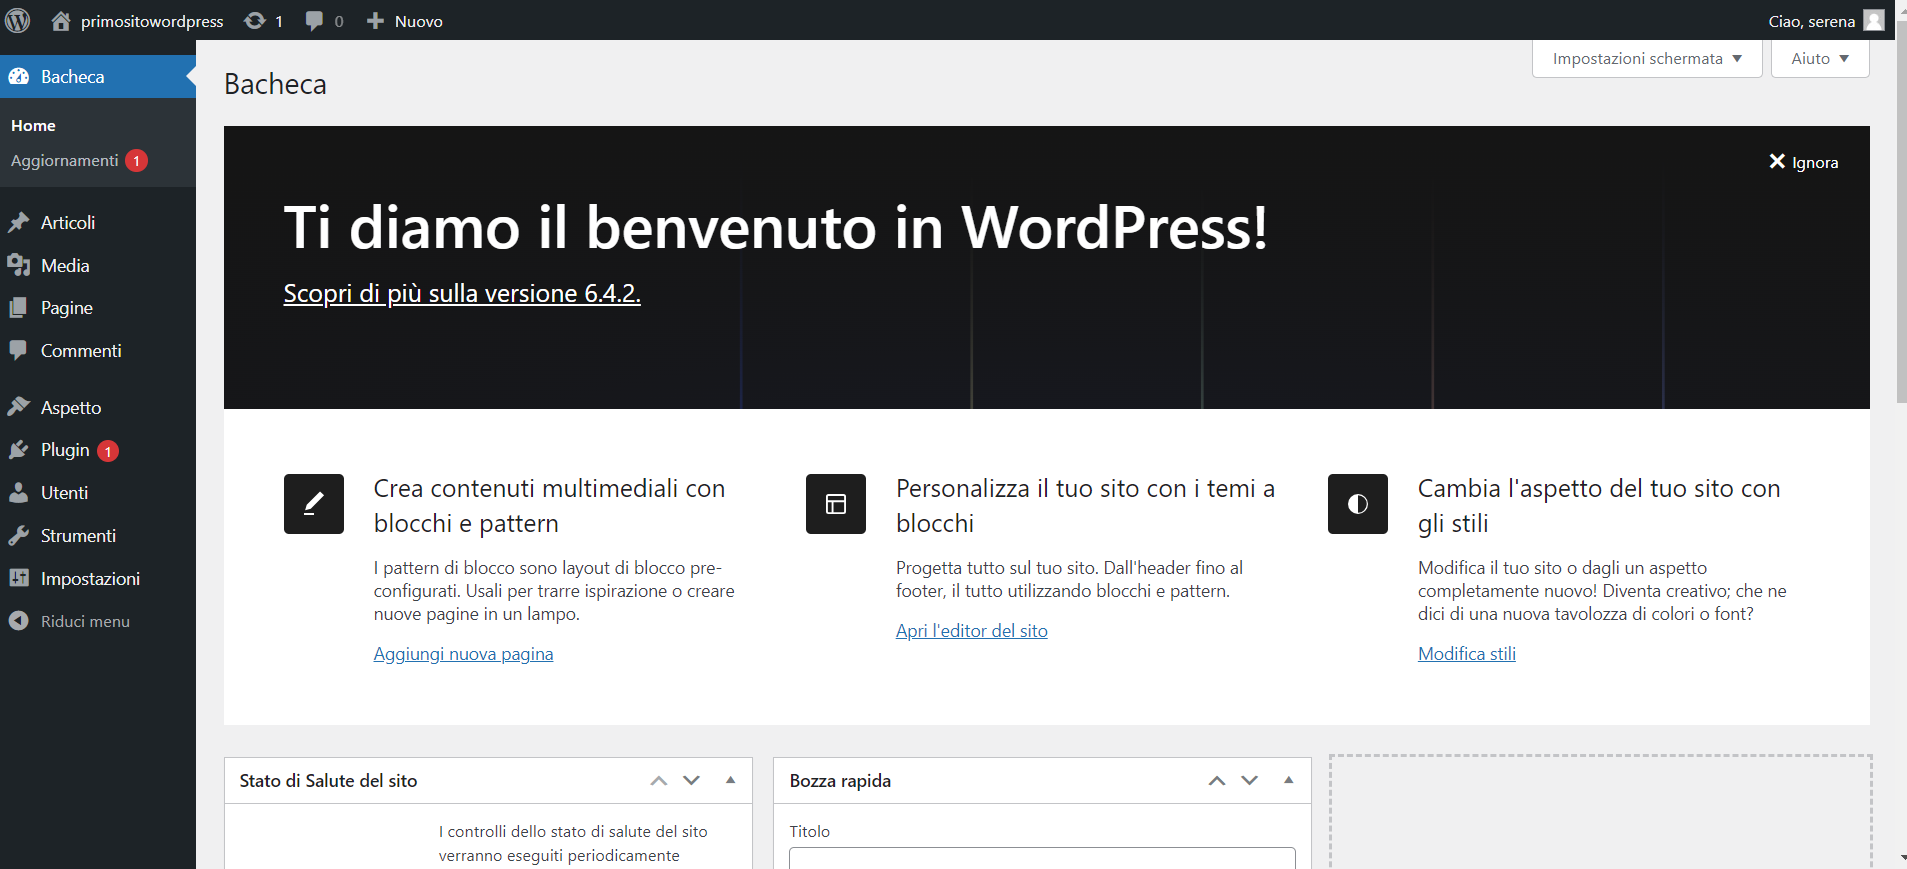 primositowordpress 1 0 Nuovo
Ciao, serena
Bacheca
Home
Aggiornamenti 1
Articoli
Media
Pagine
Commenti
Aspetto
Plugin 1
Utenti
Strumenti
Impostazioni
Riduci menu
Impostazioni schermata
Aiuto
Bacheca
Ignora
Ti diamo il benvenuto in WordPress!
Scopri di più sulla versione 6.4.2.
Crea contenuti multimediali con
blocchi e pattern
I pattern di blocco sono layout di blocco pre-
configurati. Usali per trarre ispirazione o creare
nuove pagine in un lampo.
Aggiungi nuova pagina
Personalizza il tuo sito con i temi a
blocchi
Progetta tutto sul tuo sito. Dall'header fino al
footer, il tutto utilizzando blocchi e pattern.
Apri l'editor del sito
Cambia l'aspetto del tuo sito con
gli stili
Modifica il tuo sito o dagli un aspetto
completamente nuovo! Diventa creativo; che ne
dici di una nuova tavolozza di colori o font?
Modifica stili
Stato di Salute del sito
I controlli dello stato di salute del sito
verranno eseguiti periodicamente
Bozza rapida
Titolo